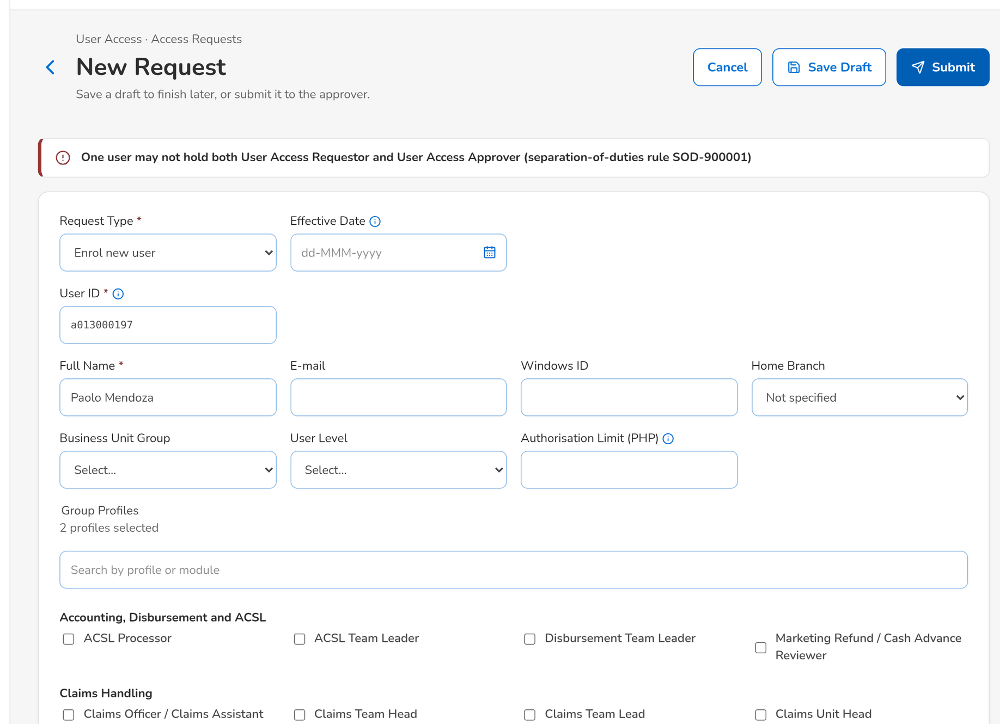 User Access · Access Requests
New Request
Save a draft to finish later, or submit it to the approver.
Cancel
Save Draft
Submit
One user may not hold both User Access Requestor and User Access Approver (separation-of-duties rule SOD-900001)
Request Type *
Effective Date
Enrol new user
dd-MMM-yyyy
User ID *
a013000197
Full Name *
E-mail
Windows ID
Home Branch
Paolo Mendoza
Not specified
Business Unit Group
User Level
Authorisation Limit (PHP)
Select...
Select...
Group Profiles
2 profiles selected
Search by profile or module
Accounting, Disbursement and ACSL
ACSL Processor
ACSL Team Leader
Disbursement Team Leader
Marketing Refund / Cash Advance
Reviewer
Claims Handling
Claims Officer / Claims Assistant
Claims Team Head
Claims Team Lead
Claims Unit Head